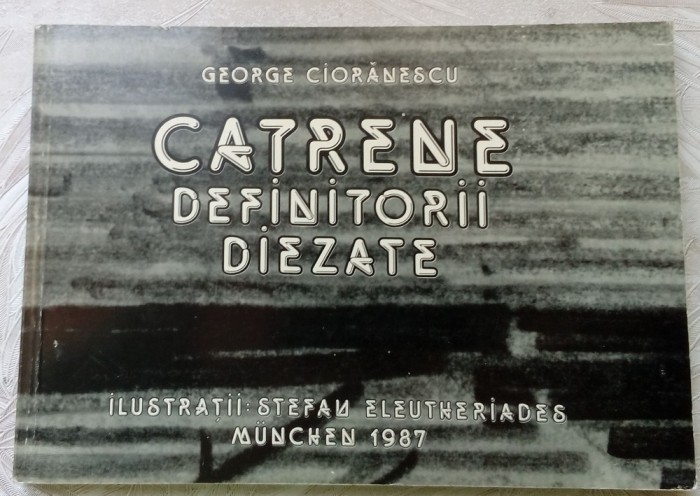 GEORGE CIORĂNESCU
CATRENE
DEFINITORII
DIEZATE
ILUSTRAȚII: STEFAN ELEUTHERIADES
MÜNCHEN 1987